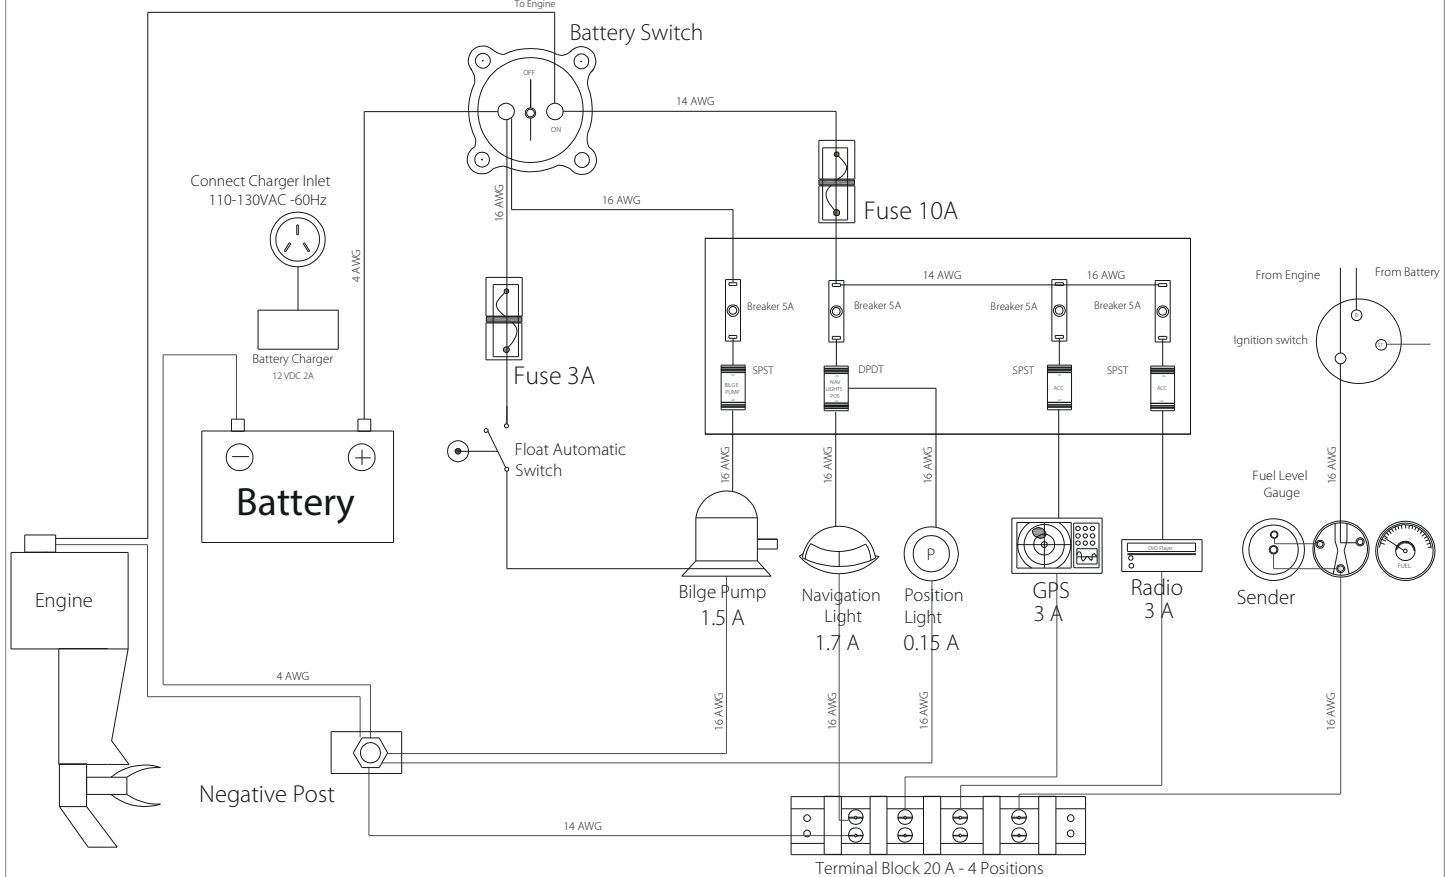 To Engine
Battery Switch
OFF
ON
14 AWG
Connect Charger Inlet
110-130VAC -60Hz
16 AWG
16 AWG
Fuse 10A
4 AWG
14 AWG
16 AWG
From Engine
From Battery
Breaker 5A
Breaker 5A
Breaker 5A
Breaker 5A
B
Ignition switch
ST
Battery Charger
12 VDC 2A
Fuse 3A
SPST
DPDT
SPST
SPST
BILGE
PUMP
NAV
LIGHTS
POS
ACC
ACC
Float Automatic
Switch
16 AWG
16 AWG
16 AWG
16 AWG
Fuel Level
Gauge
Battery
P
DVD Player
FUEL
Engine
Bilge Pump
1.5 A
Navigation
Light
1.7 A
Position
Light
0.15 A
GPS
3 A
Radio
3 A
Sender
4 AWG
16 AWG
16 AWG
16 AWG
16 AWG
Negative Post
14 AWG
Terminal Block 20 A - 4 Positions